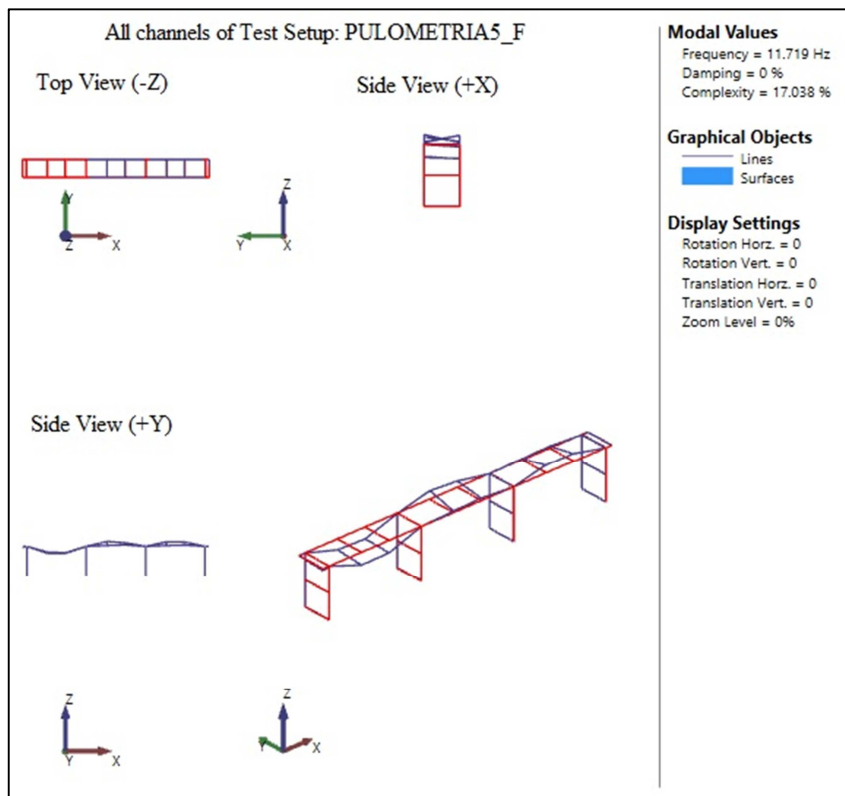 All channels of Test Setup: PULOMETRIA5_F
Top View (-Z)
Side View (+X)
Y
Z
X
Z
Y
X
Side View (+Y)
Z
Y
X
Z
Y
X
Modal Values
Frequency = 11.719 Hz
Damping = 0 %
Complexity = 17.038 %
Graphical Objects
Lines
Surfaces
Display Settings
Rotation Horz. = 0
Rotation Vert. = 0
Translation Horz. = 0
Translation Vert. = 0
Zoom Level = 0%